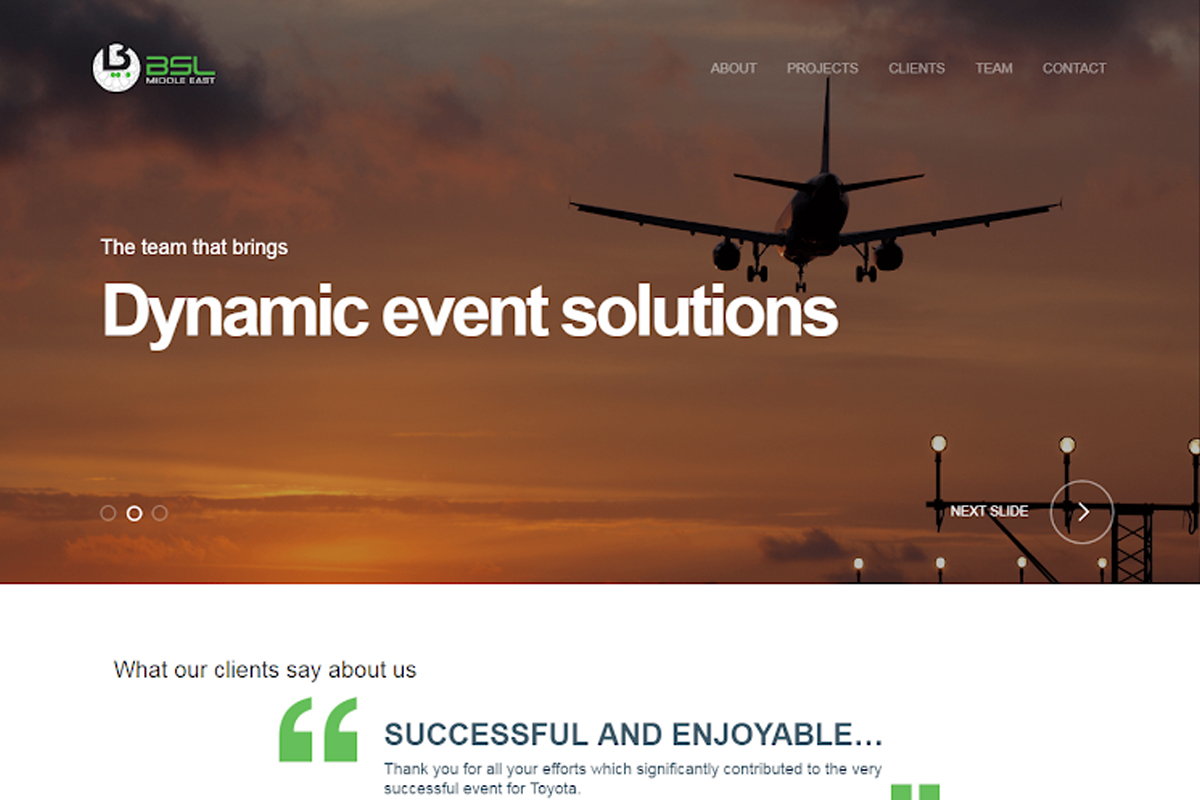 BSL
MIDDLE EAST
ABOUT
PROJECTS
CLIENTS
TEAM
CONTACT
The team that brings
Dynamic event solutions
NEXT SLIDE
What our clients say about us
SUCCESSFUL AND ENJOYABLE…
Thank you for all your efforts which significantly contributed to the very
successful event for Toyota.